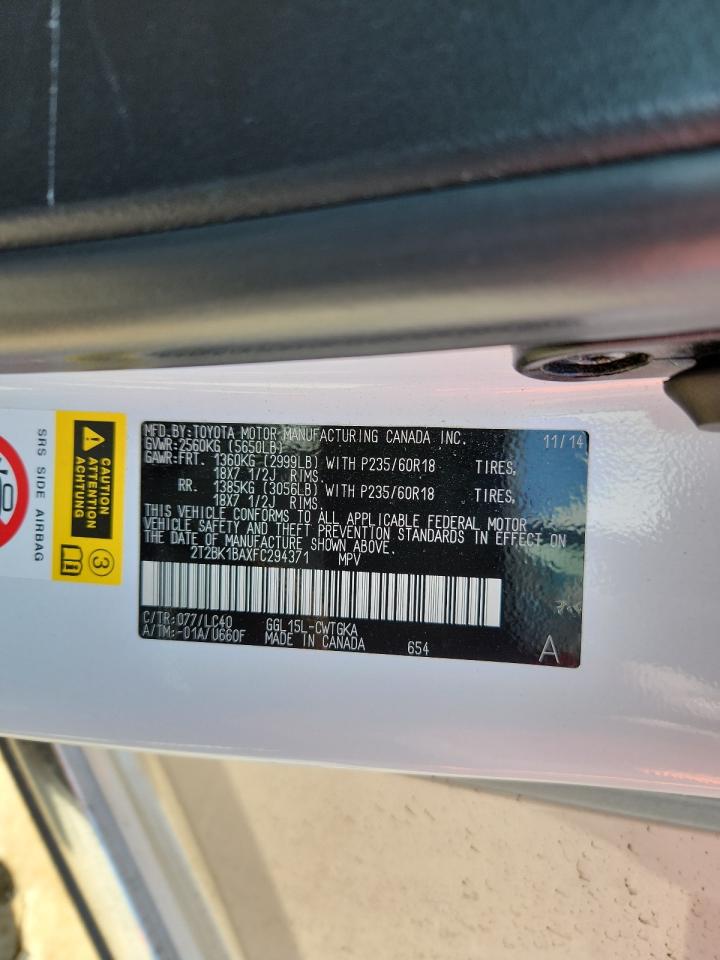 MFD.BY:TOYOTA MOTOR MANUFACTURING CANADA INC. 11/14
GVWR:2560KG (5650LB)
GAWR:FRT. 1360KG (2999LB) WITH P235/60R18 TIRES,
18X7 1/2J RIMS.
RR. 1385KG (3056LB) WITH P235/60R18 TIRES,
18X7 1/2J RIMS.
THIS VEHICLE CONFORMS TO ALL APPLICABLE FEDERAL MOTOR
VEHICLE SAFETY AND THEFT PREVENTION STANDARDS IN EFFECT ON
THE DATE OF MANUFACTURE SHOWN ABOVE.
2T2BK1BAXFC294371 MPV
C/TR:077/LC40 GGL15L-CWTGKA
A/TM:-01A/U660F MADE IN CANADA 654 A
CAUTION
ATTENTION
ACHTUNG
3
SRS SIDE AIRBAG